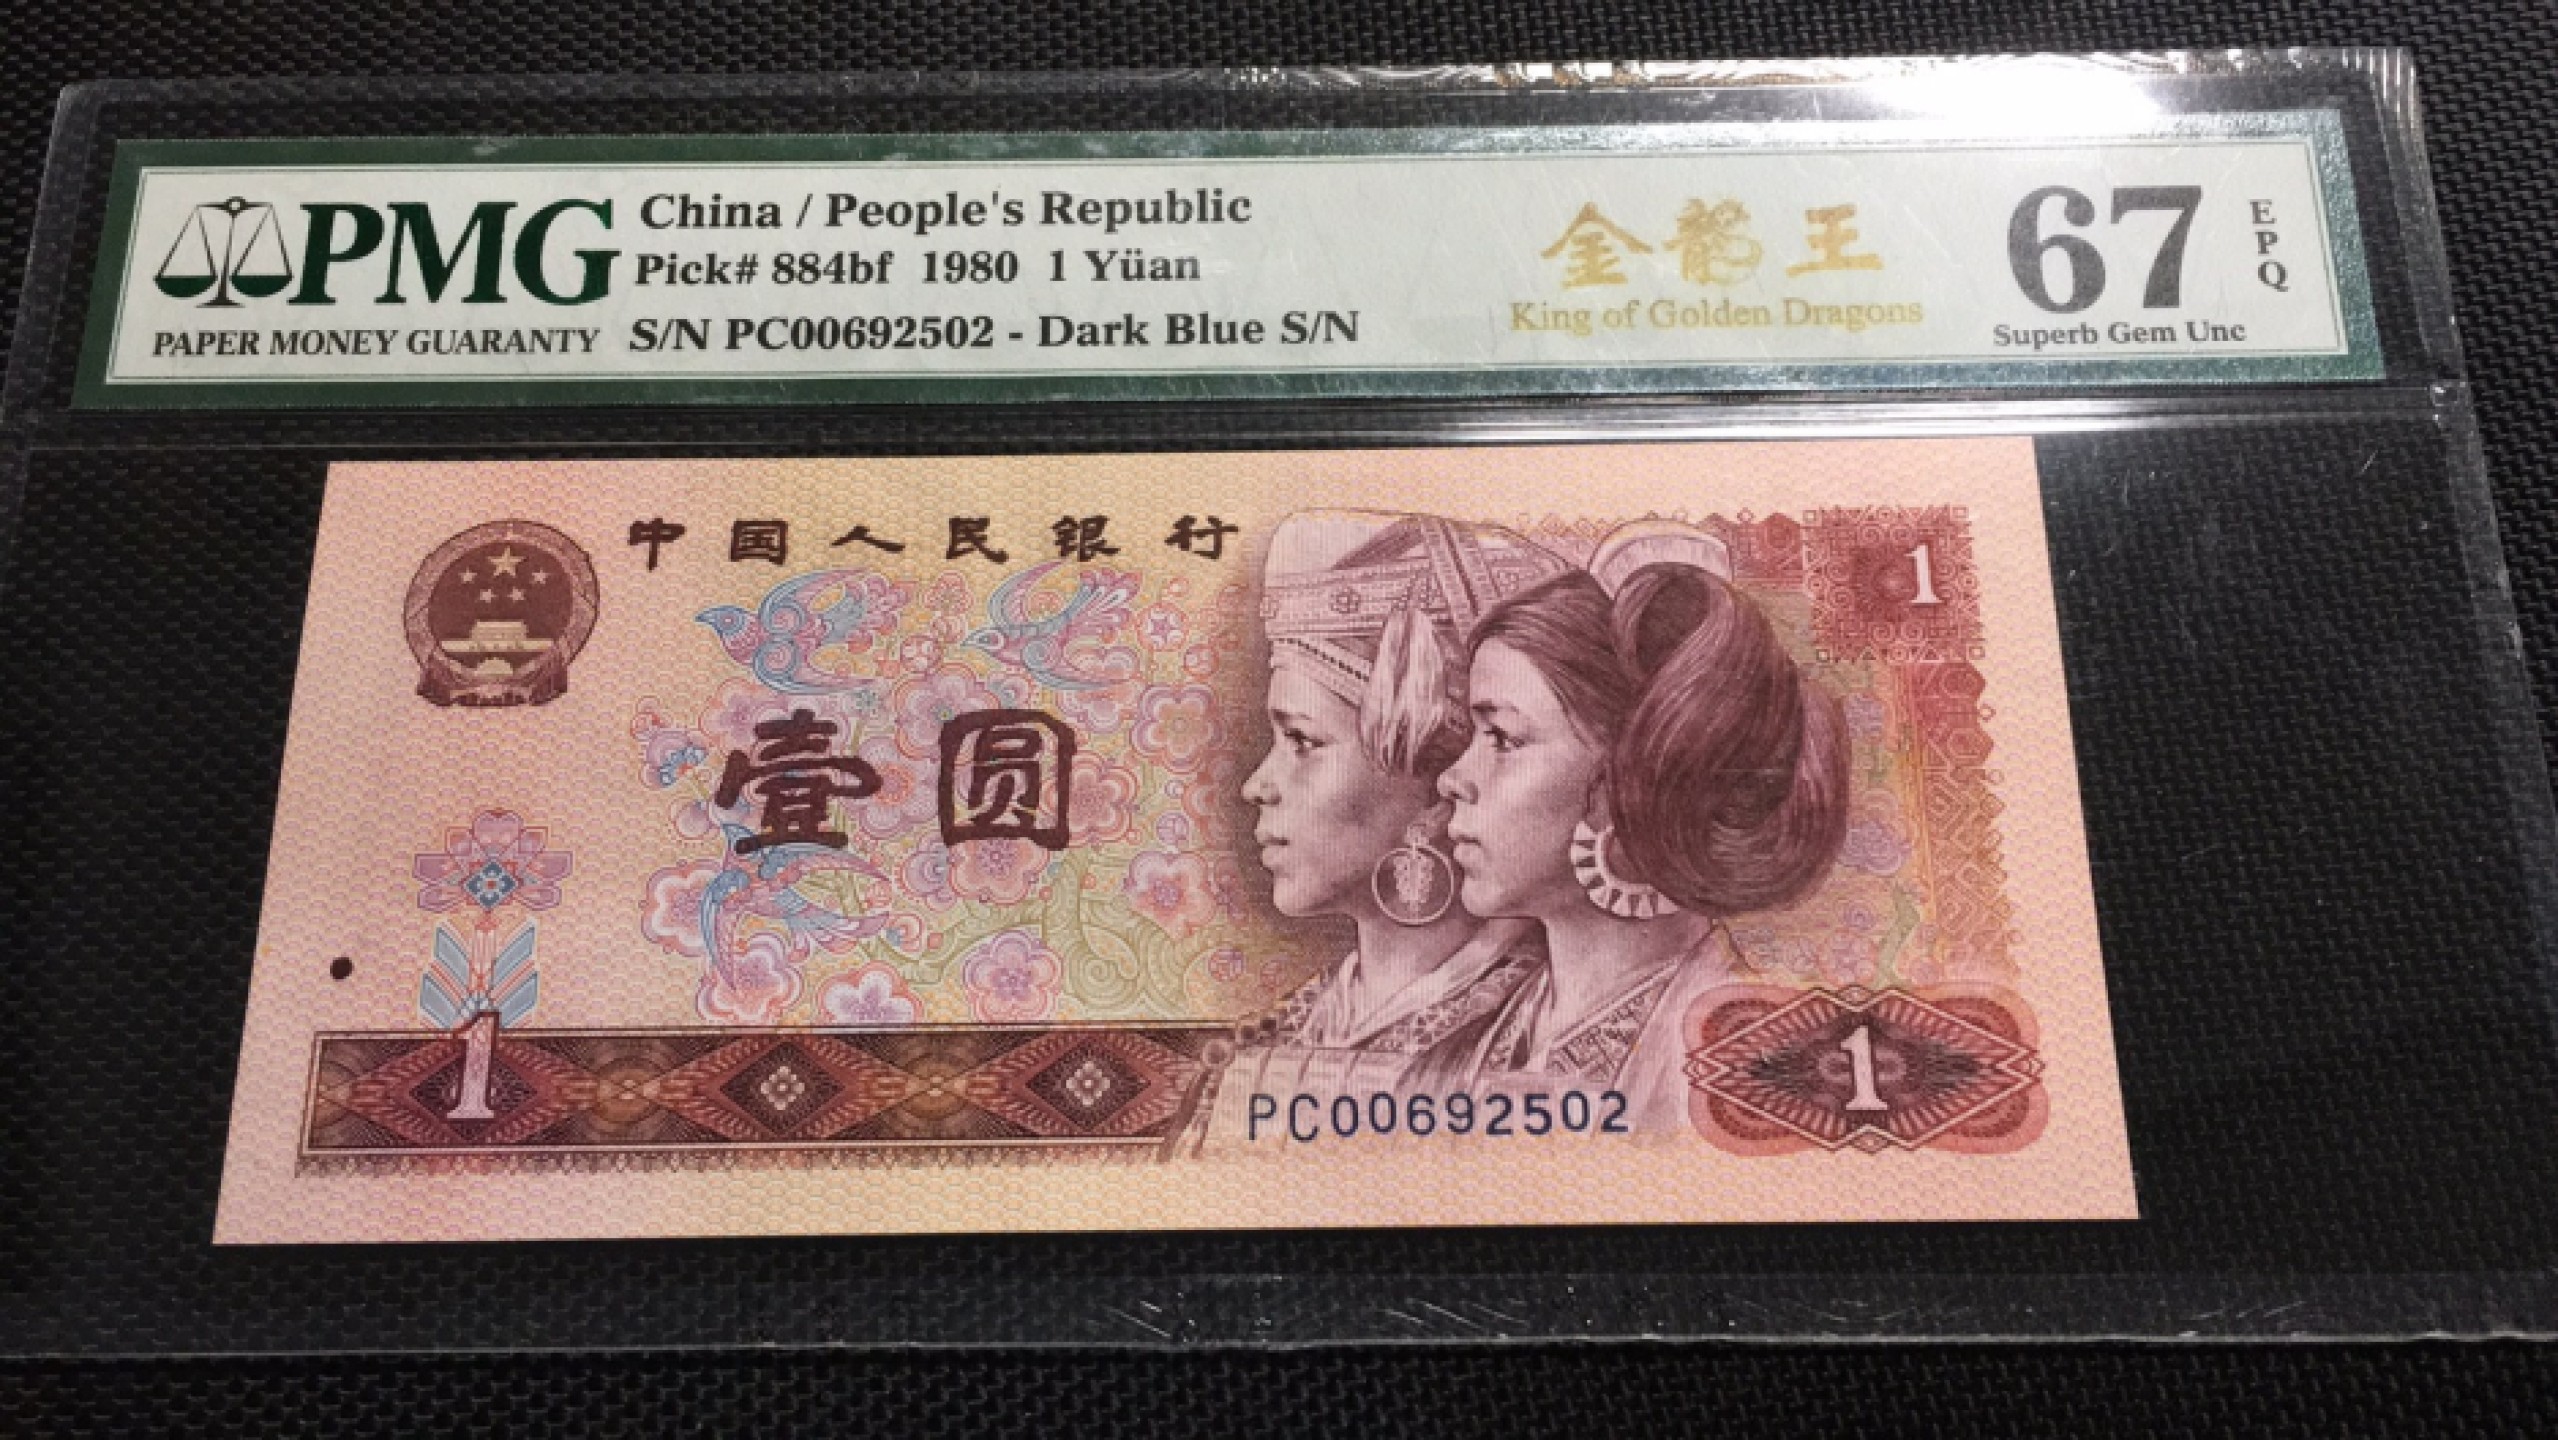 PMG
PAPER MONEY GUARANTY
China / People's Republic
Pick# 884bf 1980 1 Yüan
S/N PC00692502 - Dark Blue S/N
金龍王
King of Golden Dragons
67
EPQ
Superb Gem Unc
中国人民银行
1
壹圆
1
PC00692502
1